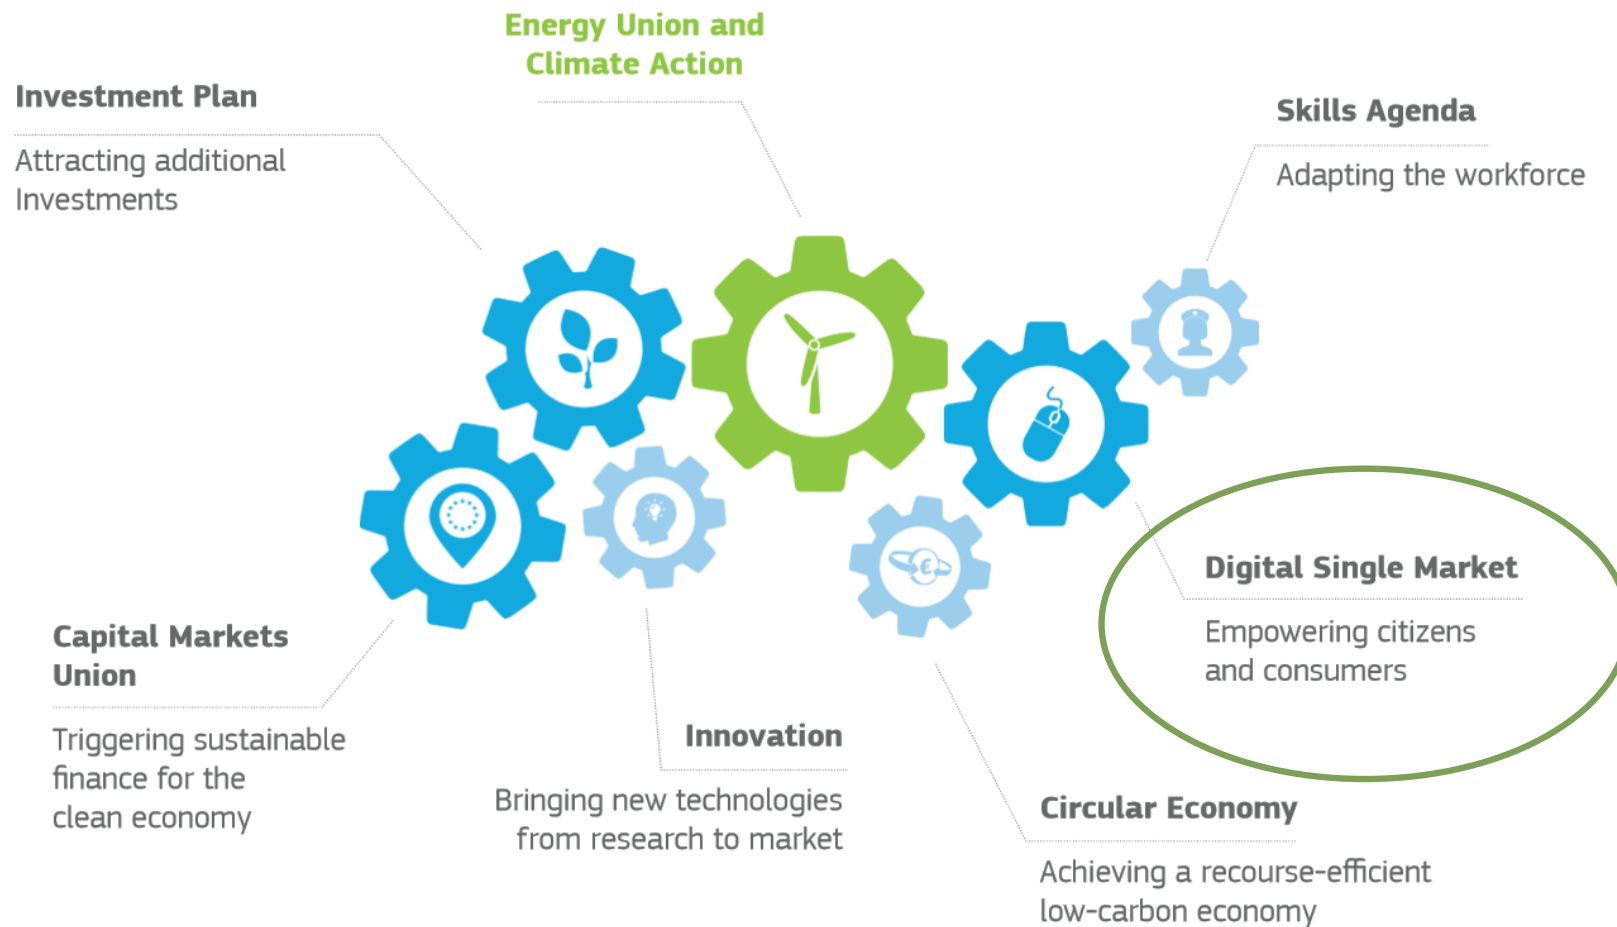 Energy Union and
Climate Action
Investment Plan
Attracting additional
Investments
Skills Agenda
Adapting the workforce
Digital Single Market
Empowering citizens
and consumers
Capital Markets
Union
Triggering sustainable
finance for the
clean economy
Innovation
Bringing new technologies
from research to market
Circular Economy
Achieving a recourse-efficient
low-carbon economy
€